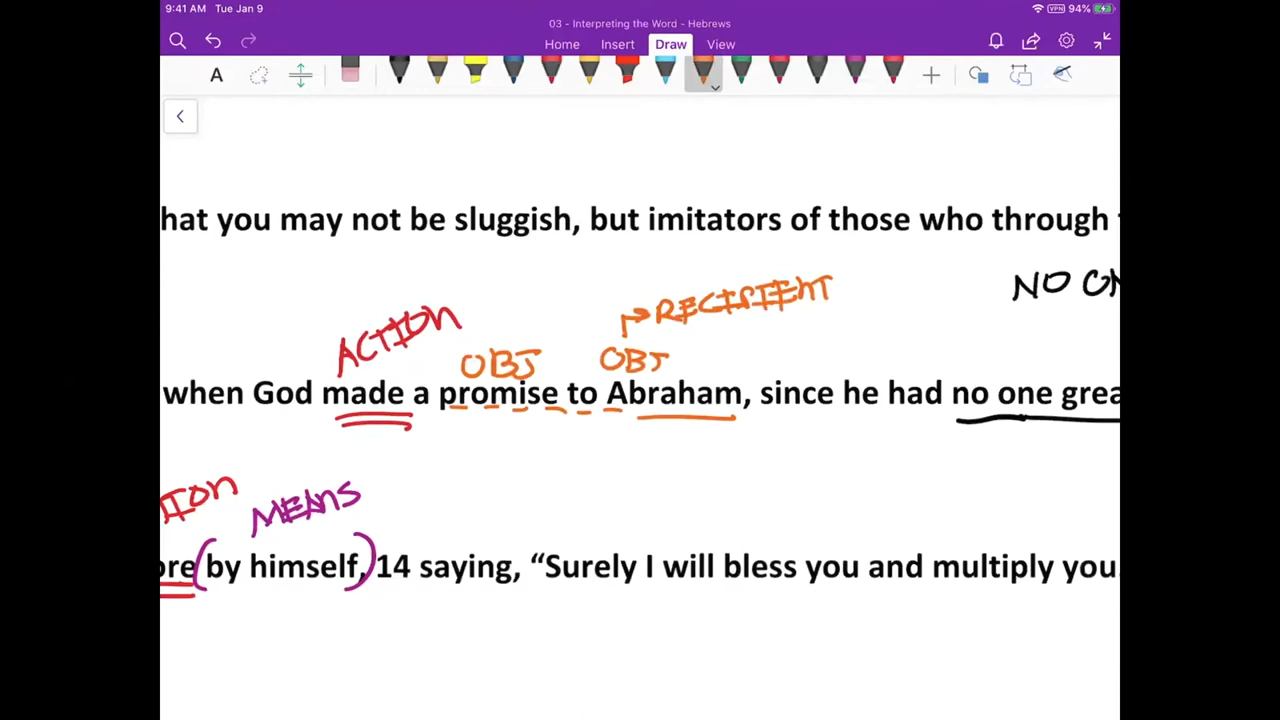 9:41 AM Tue Jan 9
VPN 94%
03 - Interpreting the Word - Hebrews
Home Insert Draw View
A
hat you may not be sluggish, but imitators of those who through
NO
RECIPIENT
ACTION
OBJ OBJ
when God made a promise to Abraham, since he had no one grea
ION
MEANS
ore (by himself,) 14 saying, “Surely I will bless you and multiply you